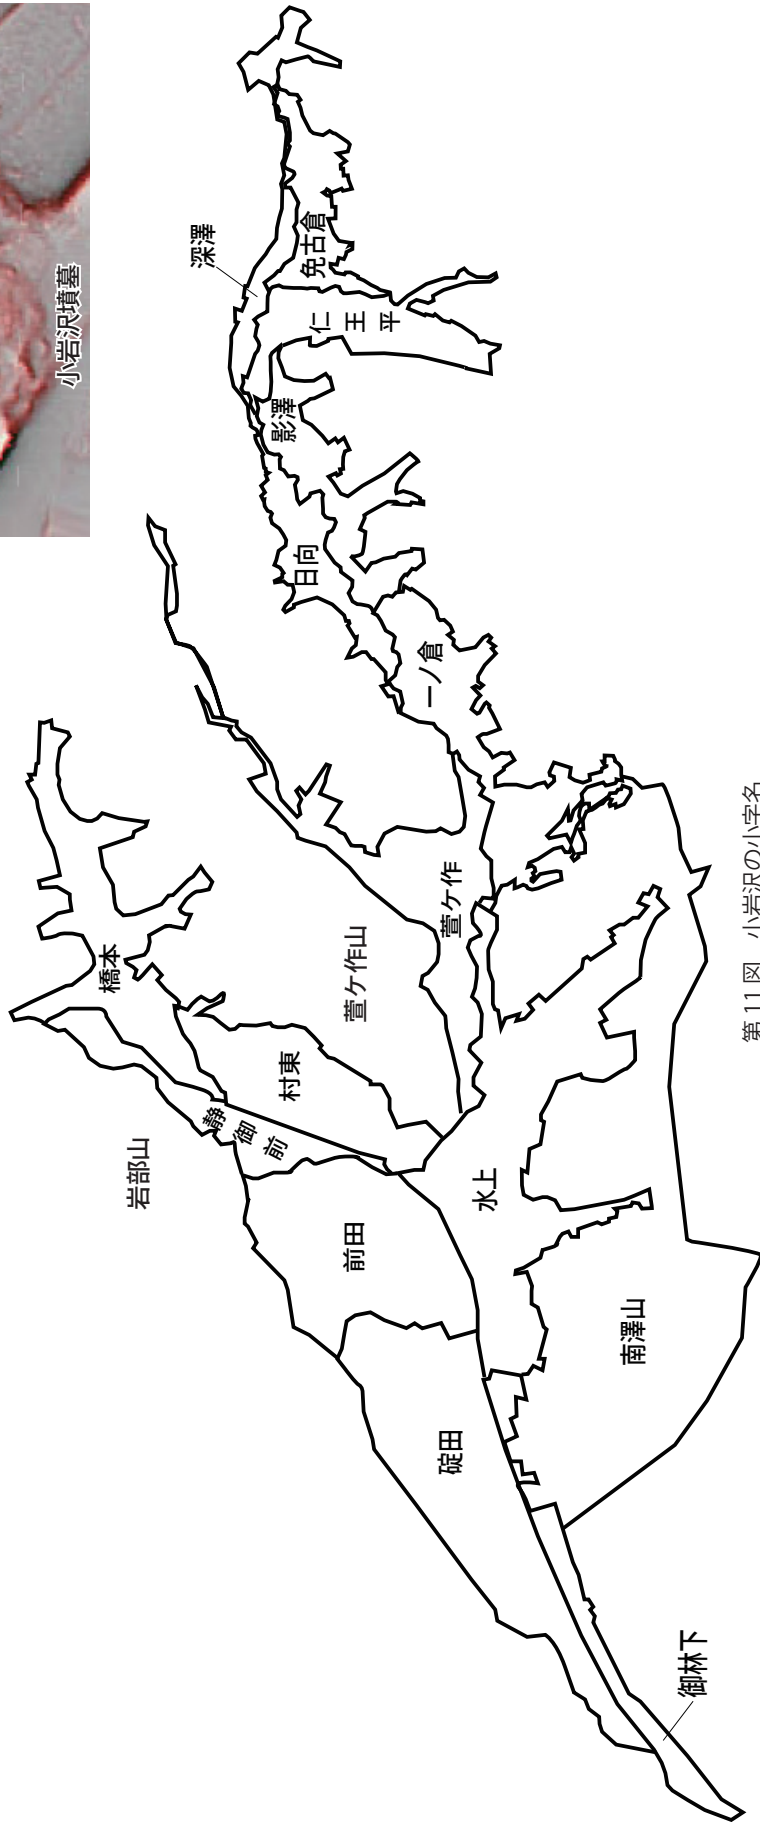 小岩沢墳墓
深澤
免古倉
仁王平
影澤
日向
一ノ倉
萱ケ作
萱ケ作山
橋本
村東
静御前
岩部山
前田
水上
碇田
南澤山
御林下
第 11 図　小岩沢の小字名